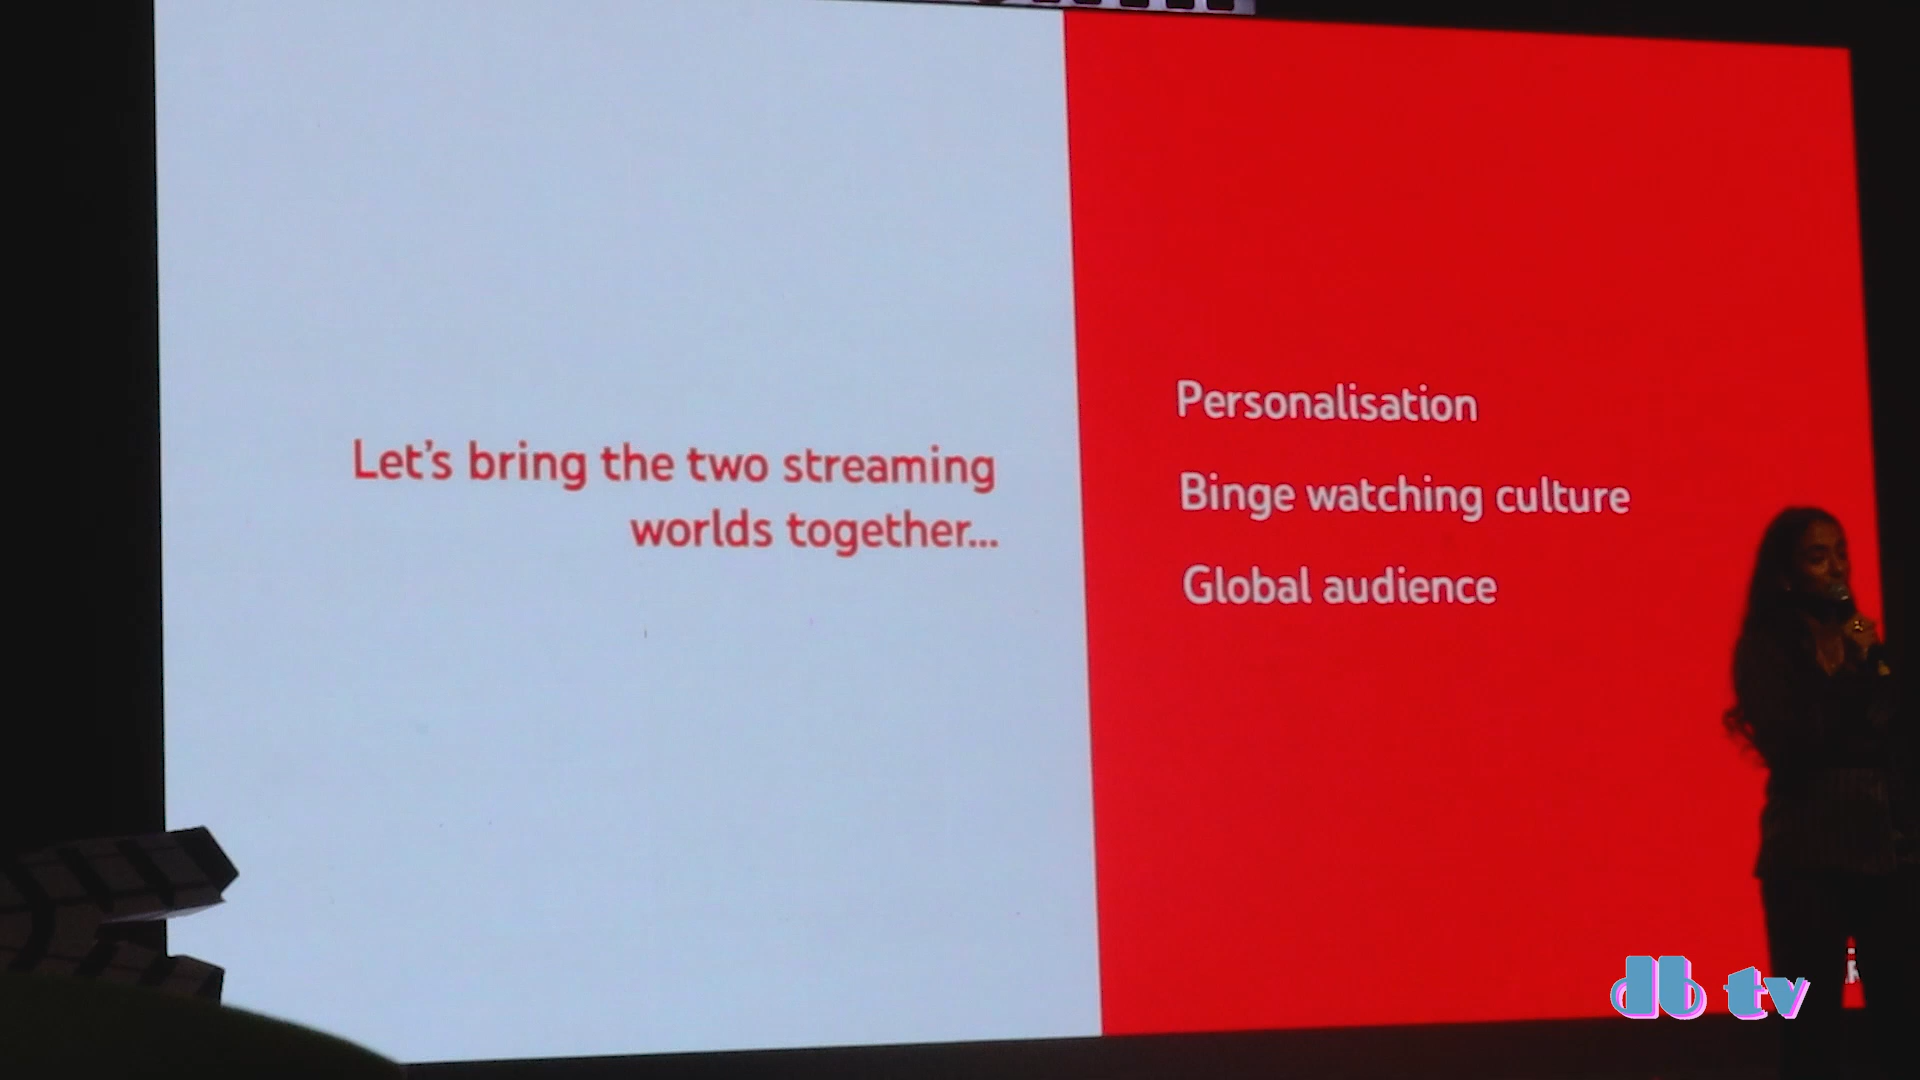 Let's bring the two streaming
worlds together...
Personalisation
Binge watching culture
Global audience
db tv